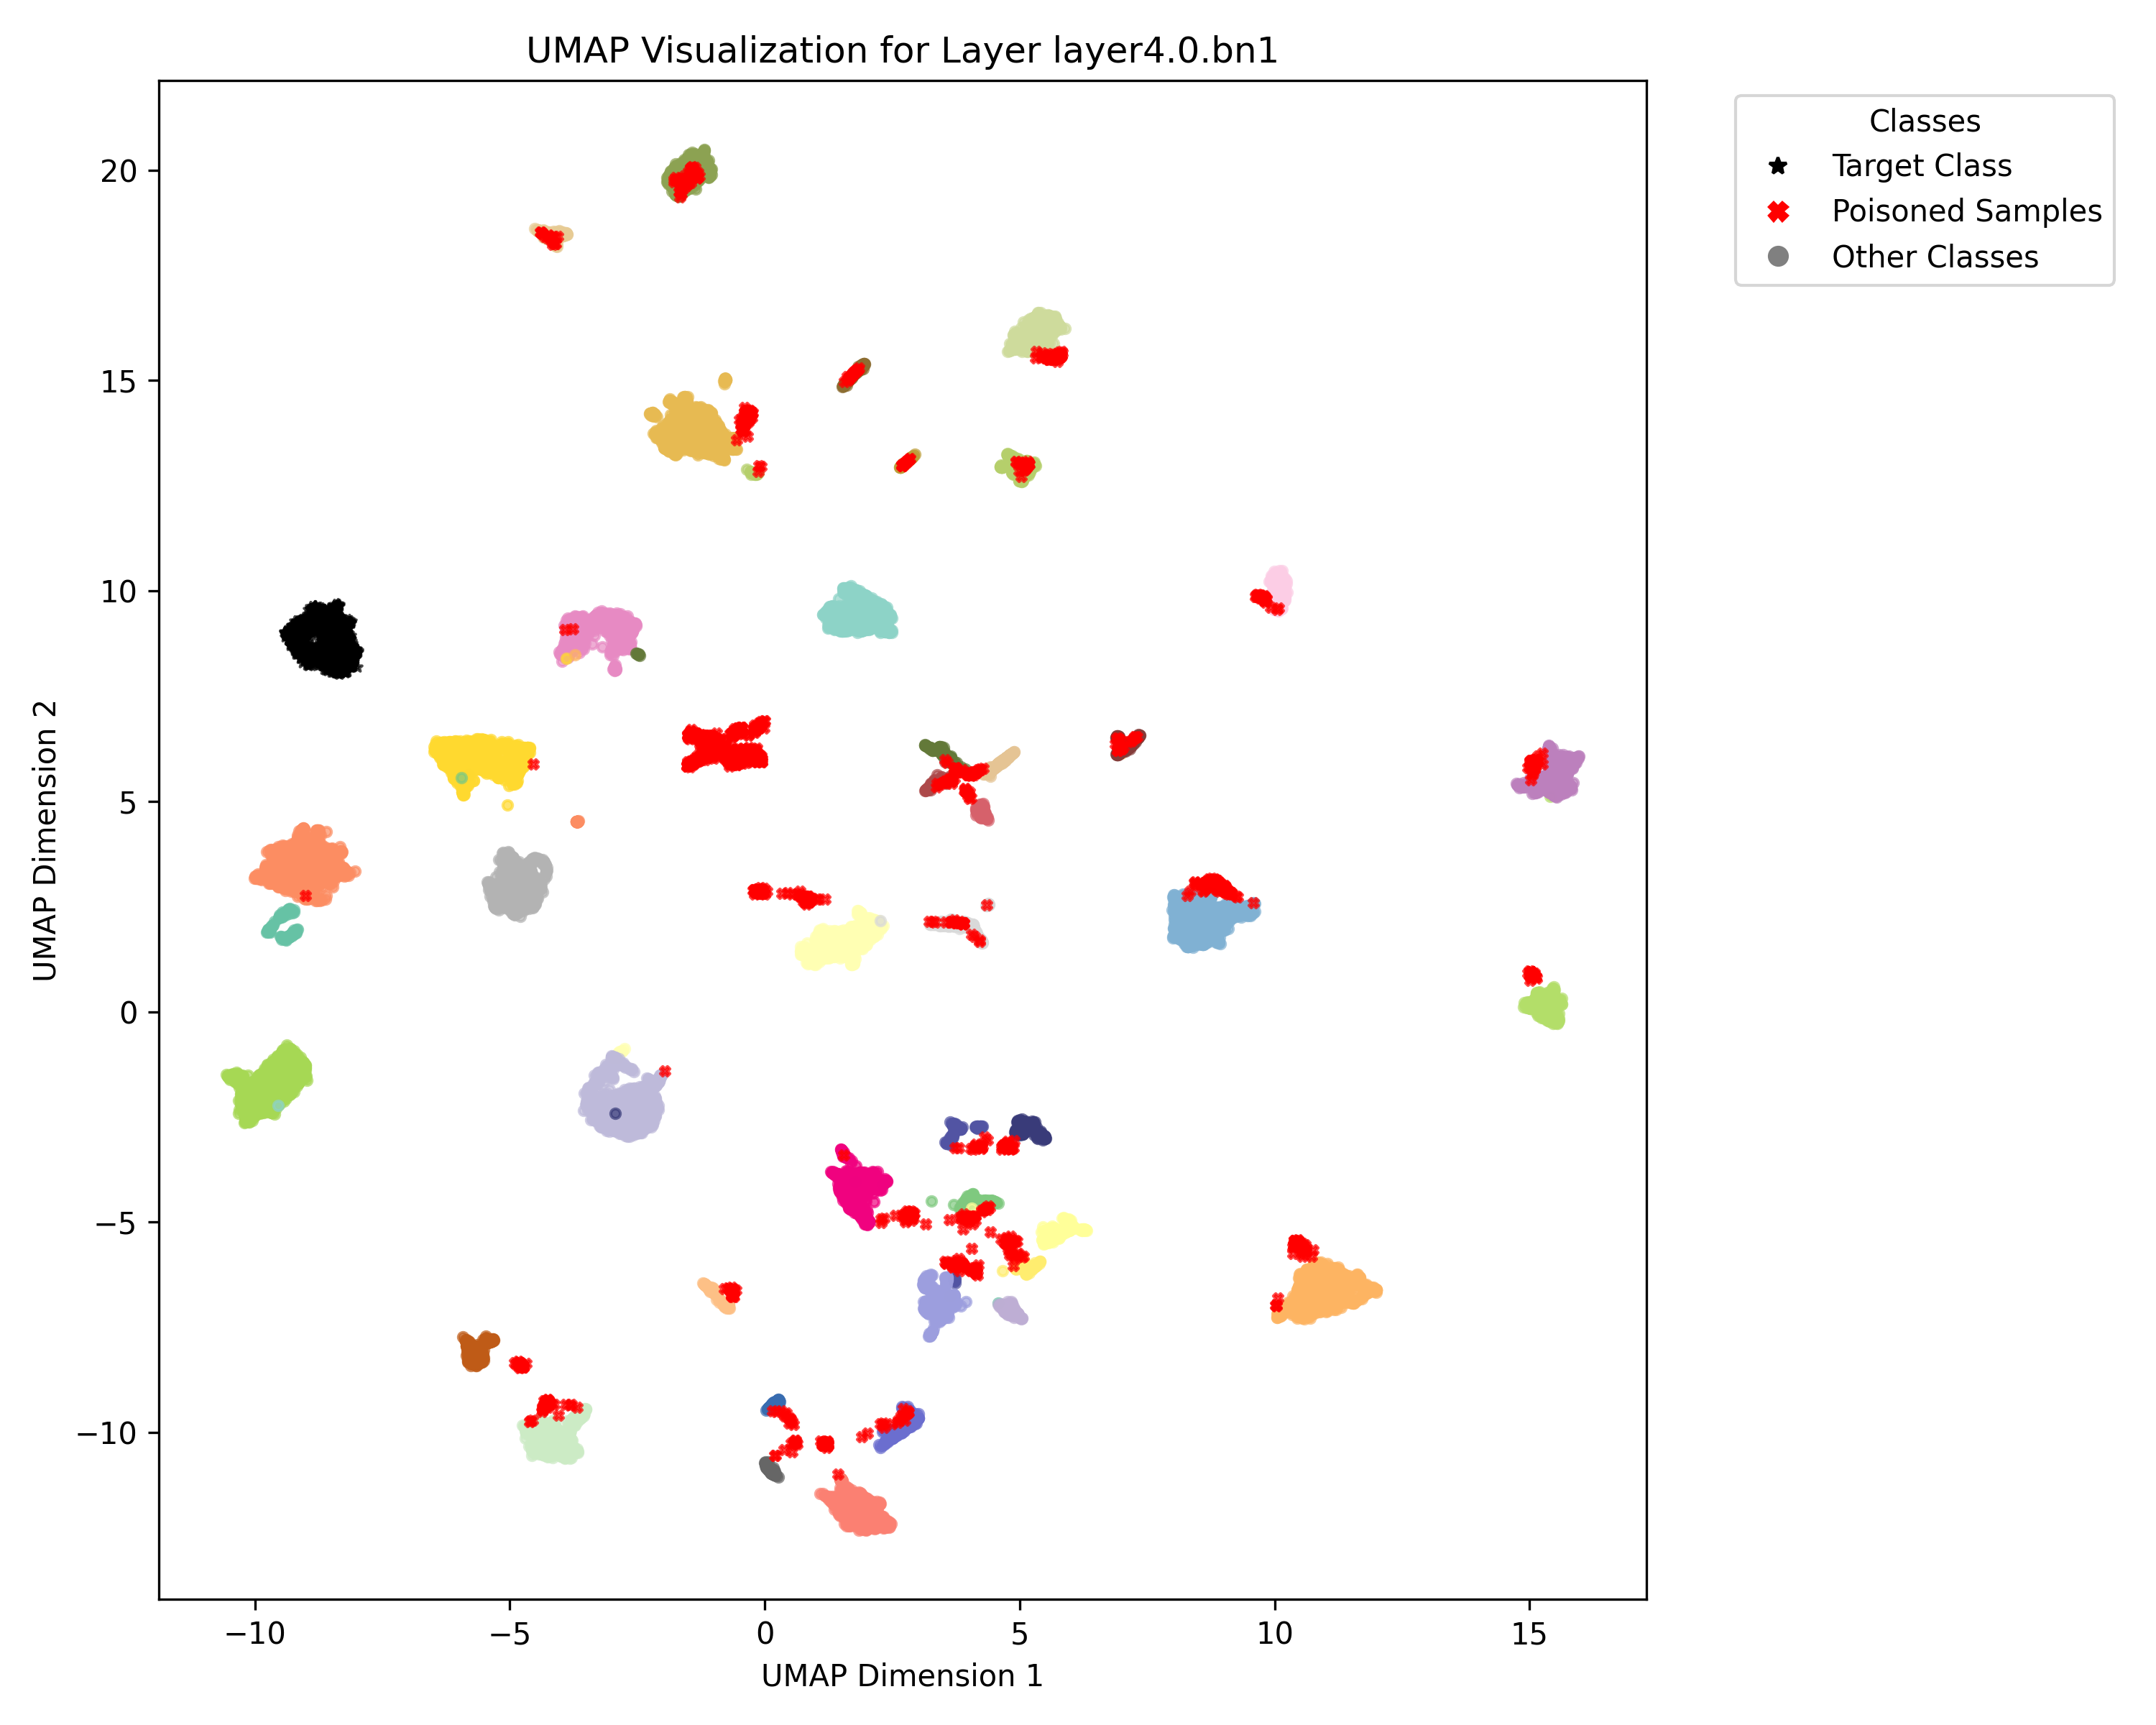 UMAP Visualization for Layer layer4.0.bn1
Classes
Target Class
Poisoned Samples
Other Classes
UMAP Dimension 2
20
15
10
5
0
−5
−10
−10
−5
0
5
10
15
UMAP Dimension 1